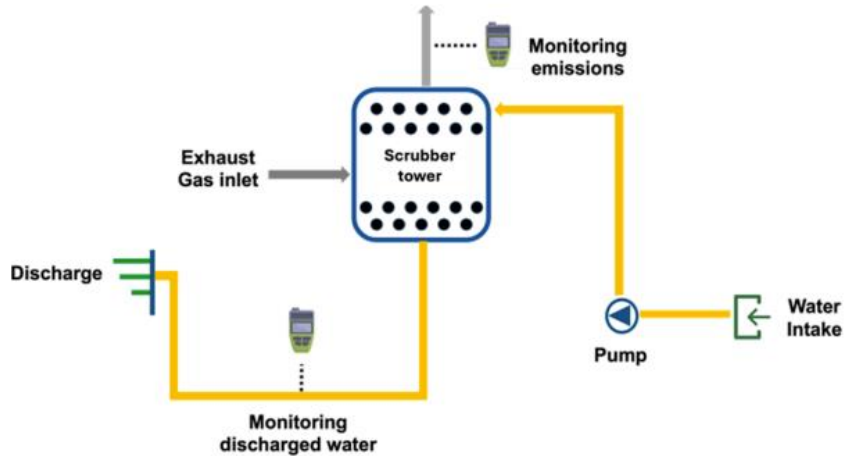 Monitoring
emissions
Scrubber
tower
Exhaust
Gas inlet
Discharge
Water
Intake
Pump
Monitoring
discharged water